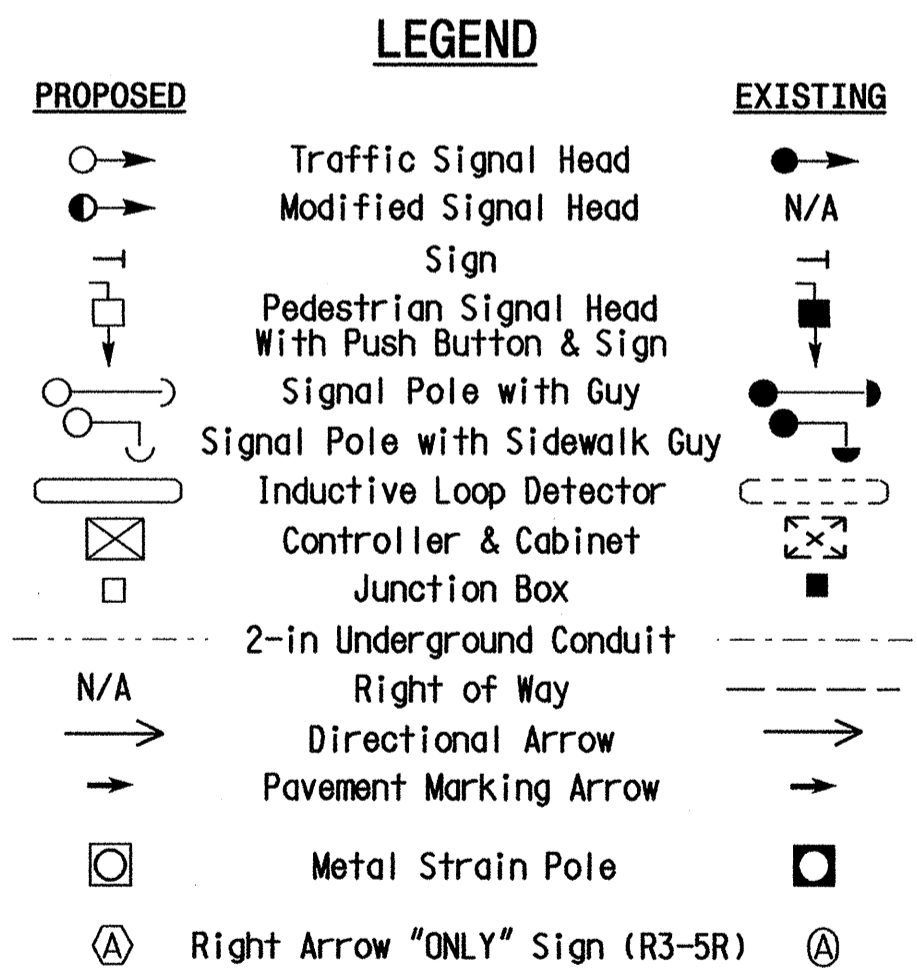 LEGEND
PROPOSED EXISTING
Traffic Signal Head
Modified Signal Head N/A
Sign
Pedestrian Signal Head
With Push Button & Sign
Signal Pole with Guy
Signal Pole with Sidewalk Guy
Inductive Loop Detector
Controller & Cabinet
Junction Box
2-in Underground Conduit
N/A Right of Way
Directional Arrow
Pavement Marking Arrow
Metal Strain Pole
A Right Arrow "ONLY" Sign (R3-5R) A